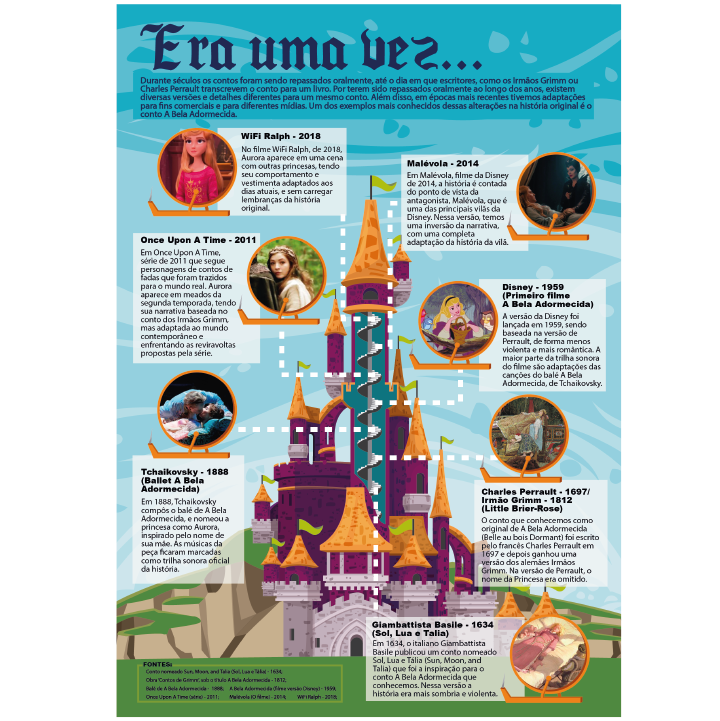 Era uma vez...
Durante séculos os contos foram sendo repassados oralmente, até o dia em que escritores, como os Irmãos Grimm ou
Charles Perrault transcrevem o conto para um livro. Por terem sido repassados oralmente ao longo dos anos, existem
diversas versões e detalhes diferentes para um mesmo conto. Além disso, em épocas mais recentes tivemos adaptações
para fins comerciais e para diferentes mídias. Um dos exemplos mais conhecidos dessas alterações na história original é o
conto A Bela Adormecida.
WiFi Ralph - 2018
No filme WiFi Ralph, de 2018,
Aurora aparece em uma cena
com outras princesas, tendo
seu comportamento e
vestimenta adaptados aos
dias atuais, e sem carregar
lembranças da história
original.
Malévola - 2014
Em Malévola, filme da Disney
de 2014, a história é contada
do ponto de vista da
antagonista, Malévola, que é
uma das principais vilãs da
Disney. Nessa versão, temos
uma inversão da narrativa,
com uma completa
adaptação da história da vilã.
Once Upon A Time - 2011
Em Once Upon A Time,
série de 2011 que segue
personagens de contos de
fadas que foram trazidos
para o mundo real. Aurora
aparece em meados da
segunda temporada, tendo
sua narrativa baseada no
conto dos Irmãos Grimm,
mas adaptada ao mundo
contemporâneo e
enfrentando as reviravoltas
propostas pela série.
Disney - 1959
(Primeiro filme
A Bela Adormecida)
A versão da Disney foi
lançada em 1959, sendo
baseada na versão de
Perrault, de forma menos
violenta e mais romântica. A
maior parte da trilha sonora
do filme são adaptações das
canções do balé A Bela
Adormecida, de Tchaikovsky.
Tchaikovsky - 1888
(Ballet A Bela
Adormecida)
Em 1888, Tchaikovsky
compôs o balé de A Bela
Adormecida, e nomeou a
princesa como Aurora,
inspirado pelo nome de
sua mãe. As músicas da
peça ficaram marcadas
como trilha sonora oficial
da história.
Charles Perrault - 1697/
Irmão Grimm - 1812
(Little Brier-Rose)
O conto que conhecemos como
original de A Bela Adormecida
(Belle au bois Dormant) foi escrito
pelo francês Charles Perrault em
1697 e depois ganhou uma
versão dos alemães Irmãos
Grimm. Na versão de Perrault, o
nome da Princesa era omitido.
Giambattista Basile - 1634
(Sol, Lua e Talia)
Em 1634, o italiano Giambattista
Basile publicou um conto nomeado
Sol, Lua e Tália (Sun, Moon, and
Talia) que foi a inspiração para o
conto A Bela Adormecida que
conhecemos. Nessa versão a
história era mais sombria e violenta.
FONTES:
Conto nomeado Sun, Moon, and Talia (Sol, Lua e Tália) - 1634;
Obra 'Contos de Grimm', sob o título A Bela Adormecida - 1812;
Balé de A Bela Adormecida - 1888; A Bela Adormecida (filme versão Disney) - 1959;
Once Upon A Time (série) - 2011; Malévola (O filme) - 2014; WiFi Ralph - 2018;